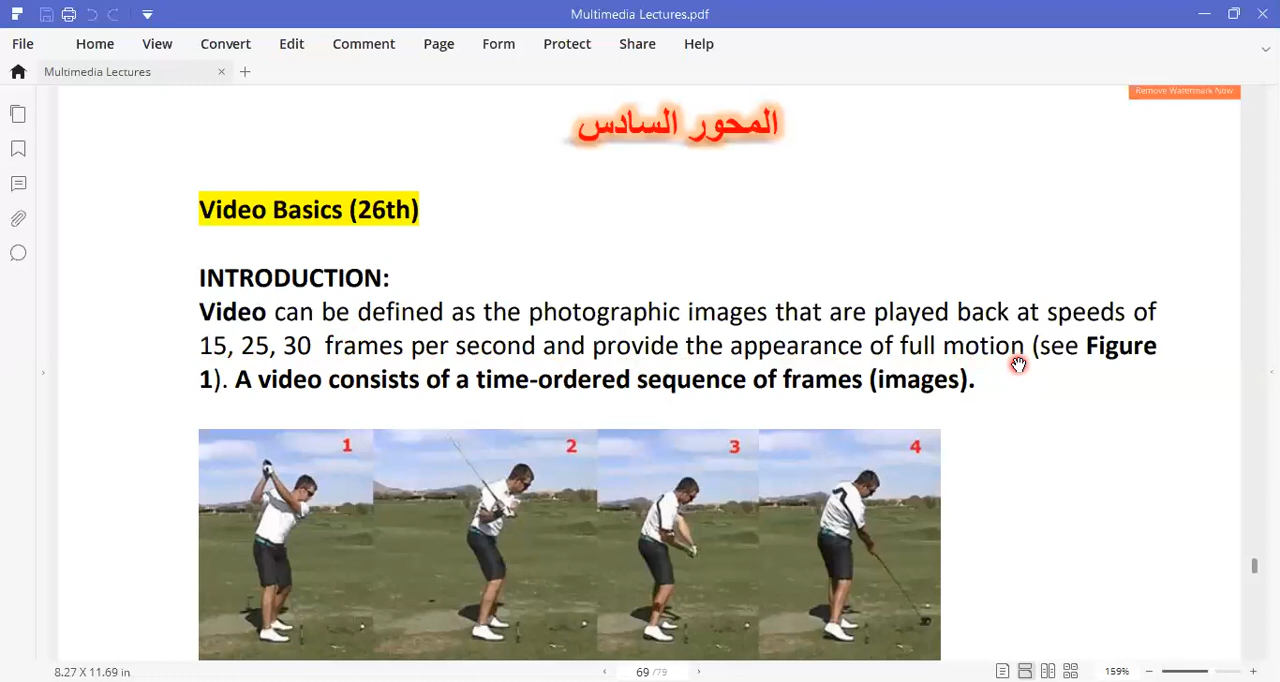 Multimedia Lectures.pdf
File Home View Convert Edit Comment Page Form Protect Share Help
Multimedia Lectures
Remove Watermark Now
المحور السادس
Video Basics (26th)
INTRODUCTION:
Video can be defined as the photographic images that are played back at speeds of
15, 25, 30 frames per second and provide the appearance of full motion (see Figure
1). A video consists of a time-ordered sequence of frames (images).
1 2 3 4
8.27 X 11.69 in 69 /79 159%